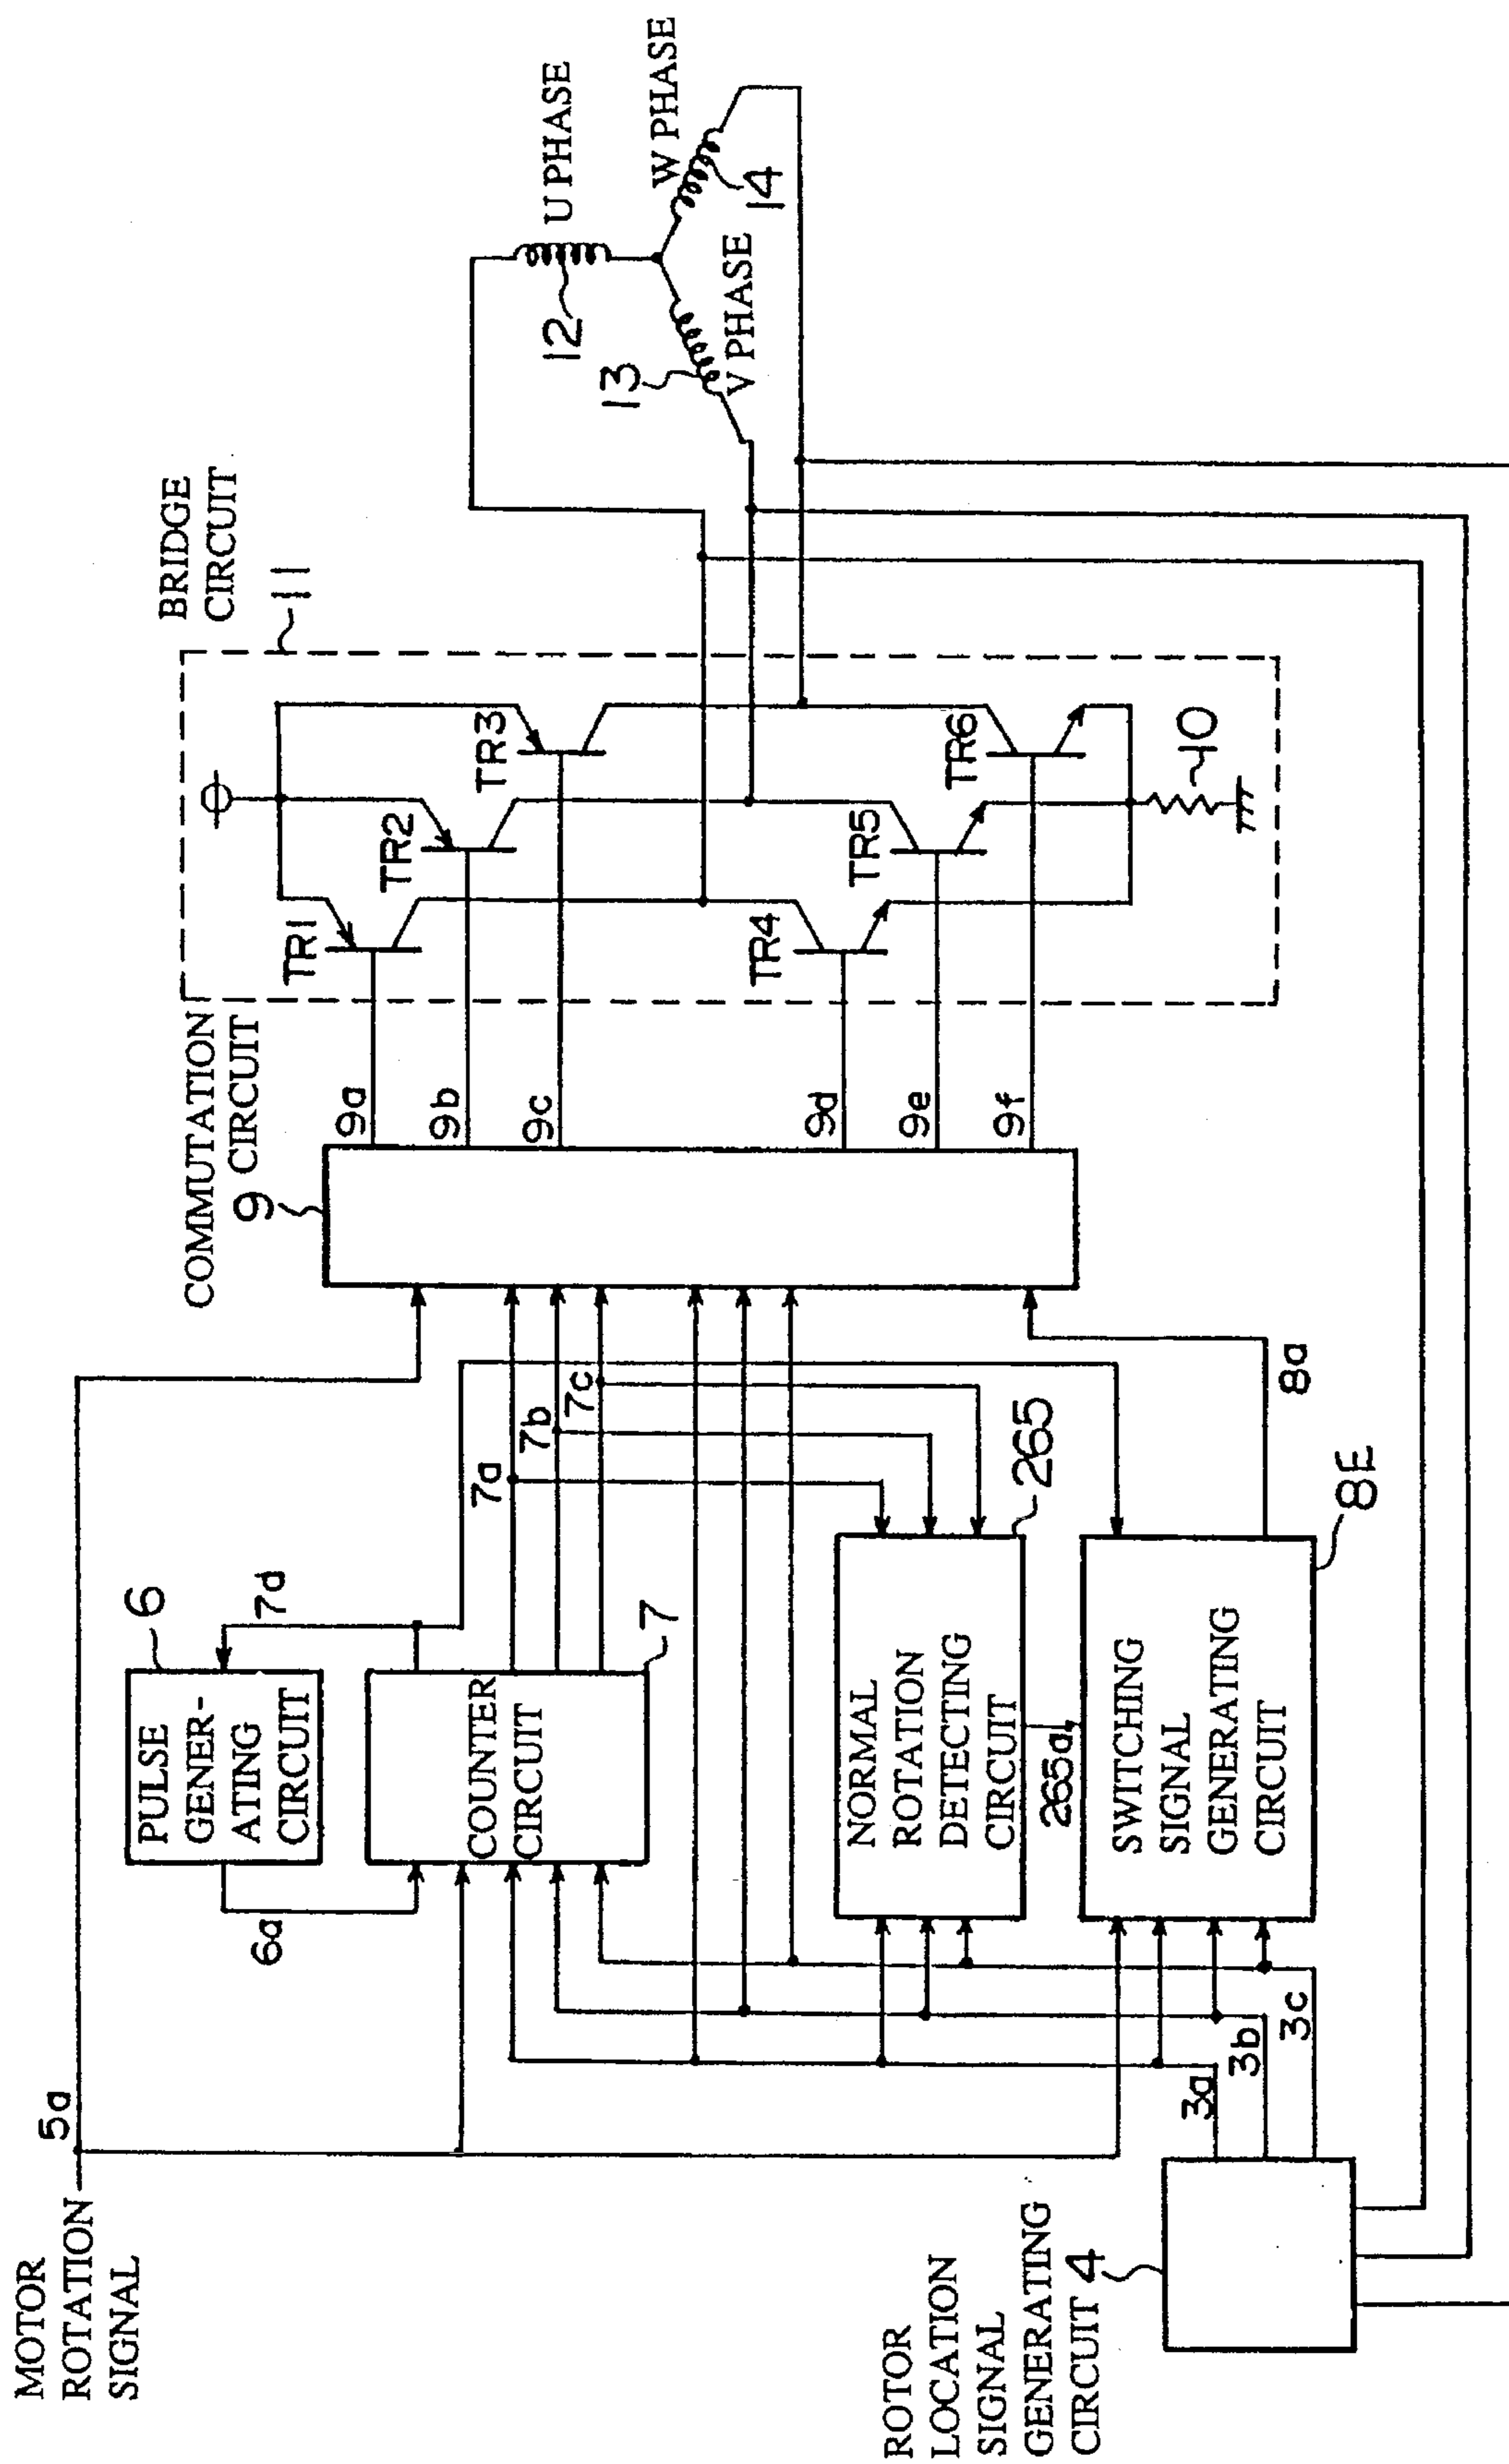 MOTOR
ROTATION
SIGNAL
5a
PULSE
GENER-
ATING
CIRCUIT
6
6a
7d
COUNTER
CIRCUIT
7
7a
7b
7c
COMMUTATION
CIRCUIT
9
9a
9b
9c
9d
9e
9f
BRIDGE
CIRCUIT
11
TR1
TR2
TR3
TR4
TR5
TR6
10
U PHASE
12
W PHASE
14
V PHASE
13
NORMAL
ROTATION
DETECTING
CIRCUIT
265
265a
SWITCHING
SIGNAL
GENERATING
CIRCUIT
8E
8a
3a
3b
3c
ROTOR
LOCATION
SIGNAL
GENERATING
CIRCUIT 4